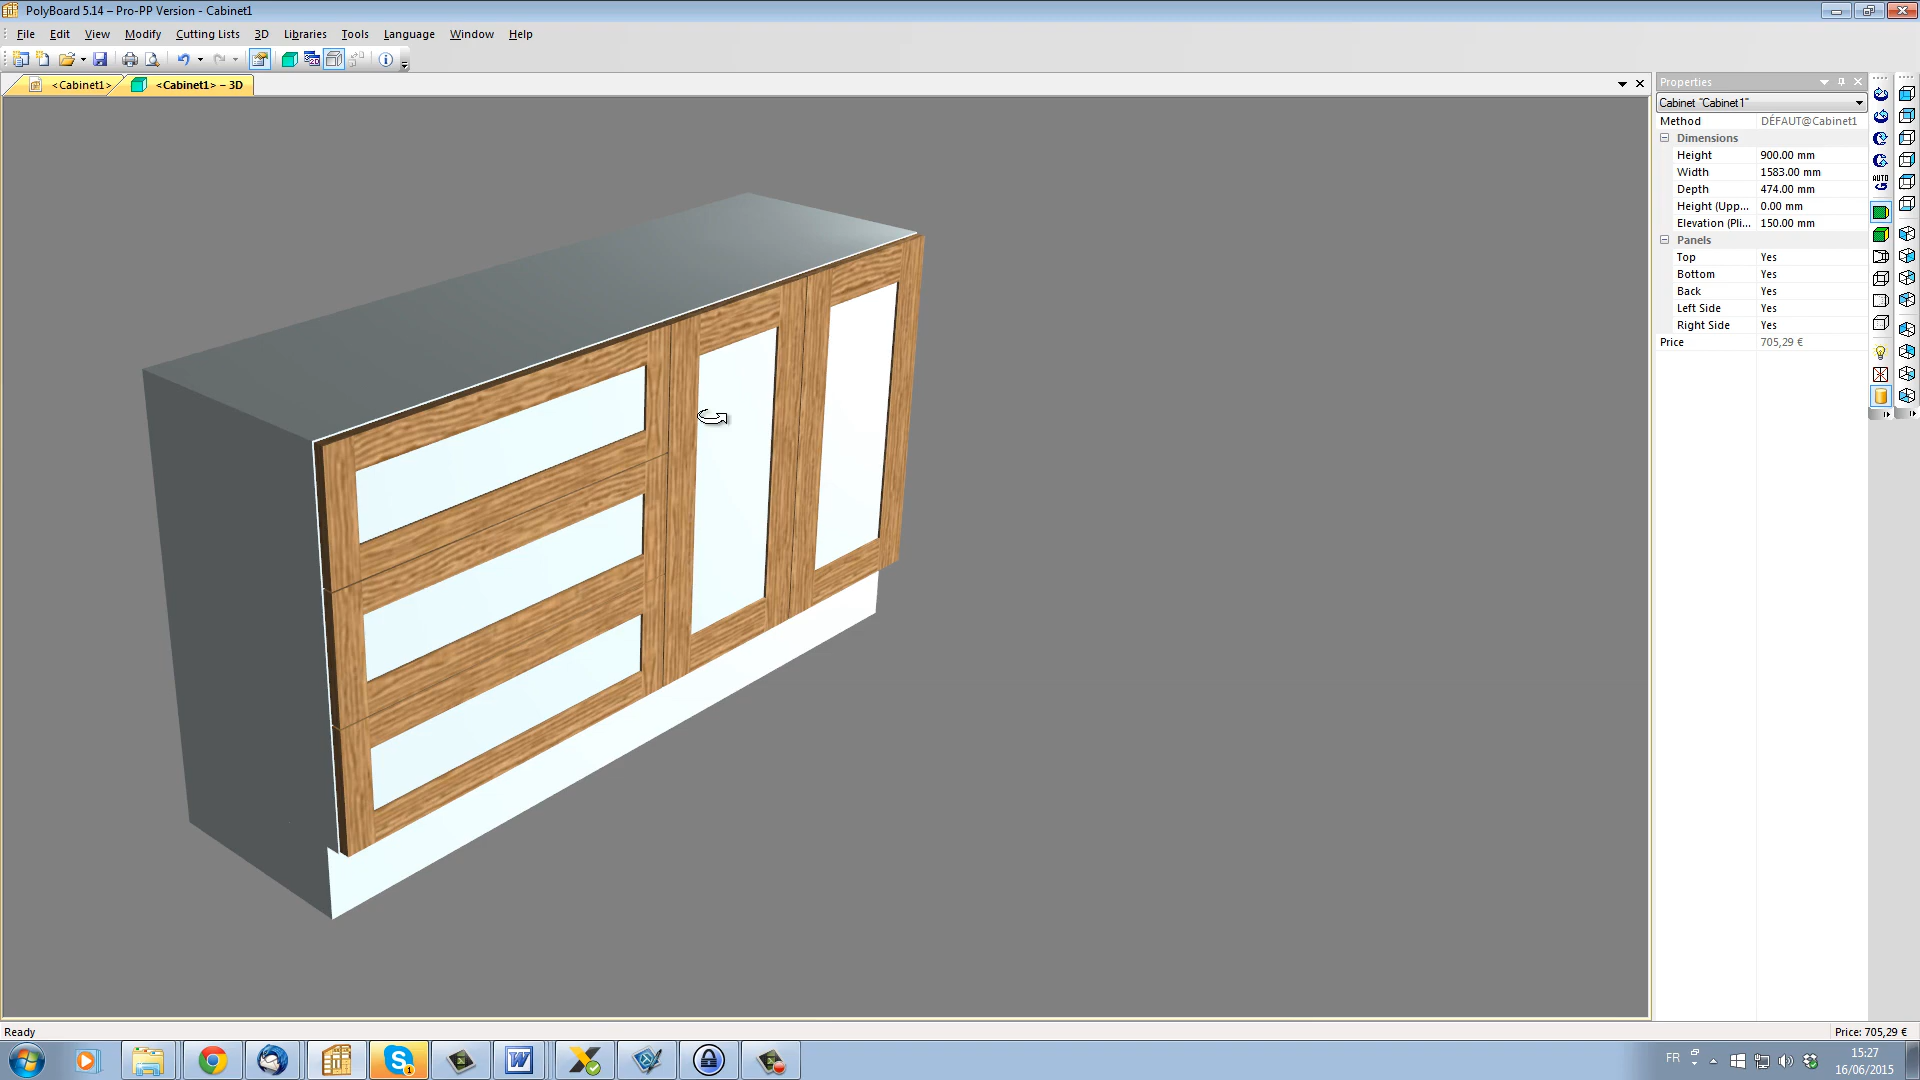 PolyBoard 5.14 – Pro-PP Version - Cabinet1
File Edit View Modify Cutting Lists 3D Libraries Tools Language Window Help
<Cabinet1> <Cabinet1> – 3D
Properties
Cabinet "Cabinet1"
Method DÉFAUT@Cabinet1
Dimensions
Height 900.00 mm
Width 1583.00 mm
Depth 474.00 mm
Height (Upp... 0.00 mm
Elevation (Pli... 150.00 mm
Panels
Top Yes
Bottom Yes
Back Yes
Left Side Yes
Right Side Yes
Price 705,29 €
AUTO
Ready Price: 705,29 €
FR 15:27
16/06/2015